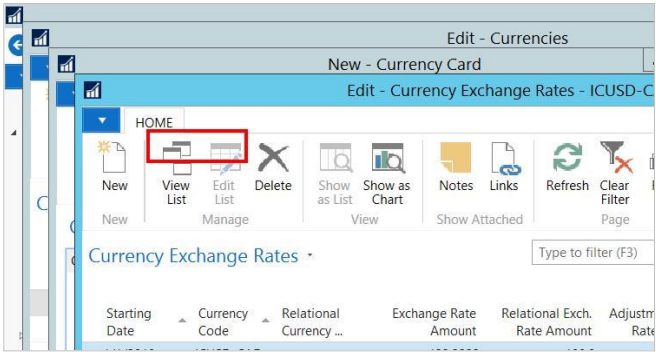 Edit - Currencies
New - Currency Card
Edit - Currency Exchange Rates - ICUSD-C
HOME
New
View List
Edit List
Delete
Show as List
Show as Chart
Notes
Links
Refresh
Clear Filter
New
Manage
View
Show Attached
Page
Currency Exchange Rates
Type to filter (F3)
Starting Date
Currency Code
Relational Currency ...
Exchange Rate Amount
Relational Exch. Rate Amount
Adjustm
Rate